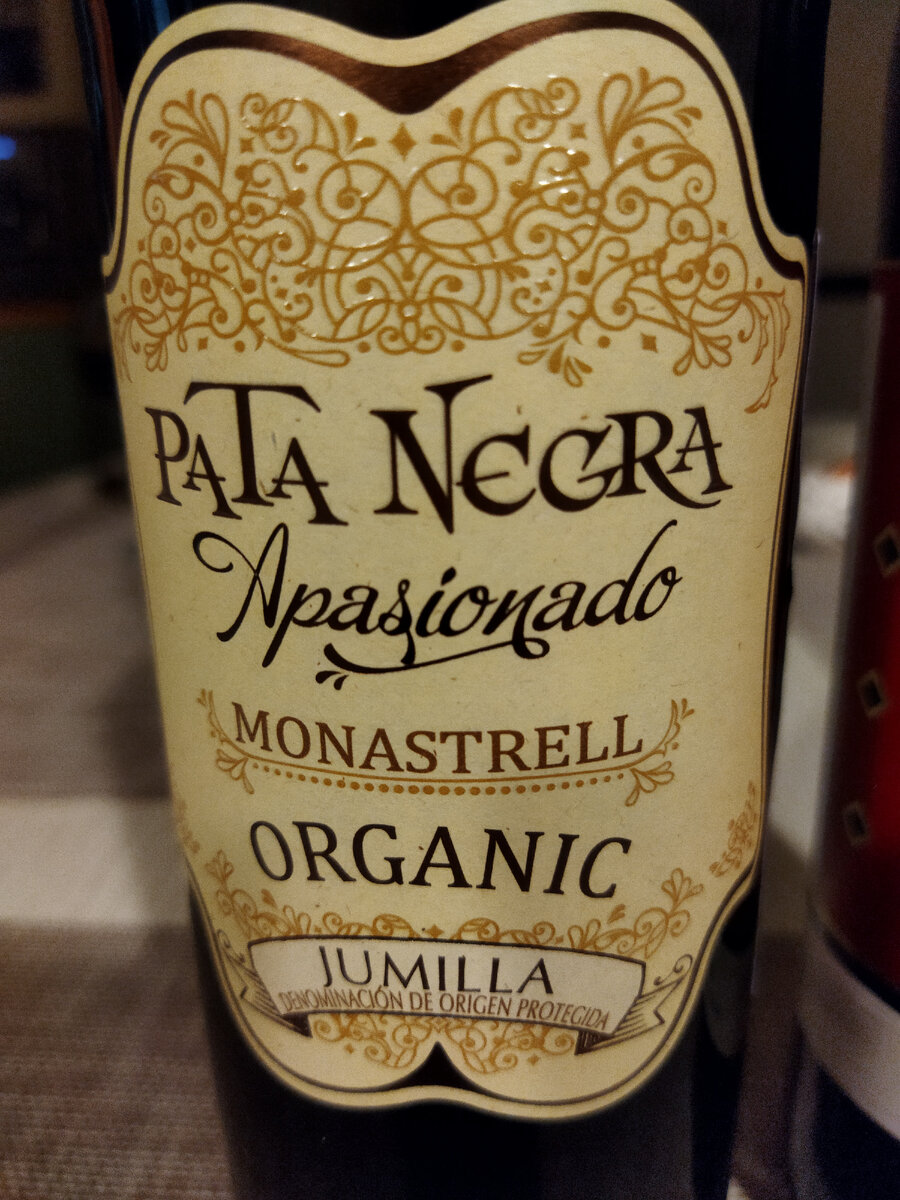 PATA NEGRA
Apasionado
MONASTRELL
ORGANIC
JUMILLA
DENOMINACIÓN DE ORIGEN PROTEGIDA